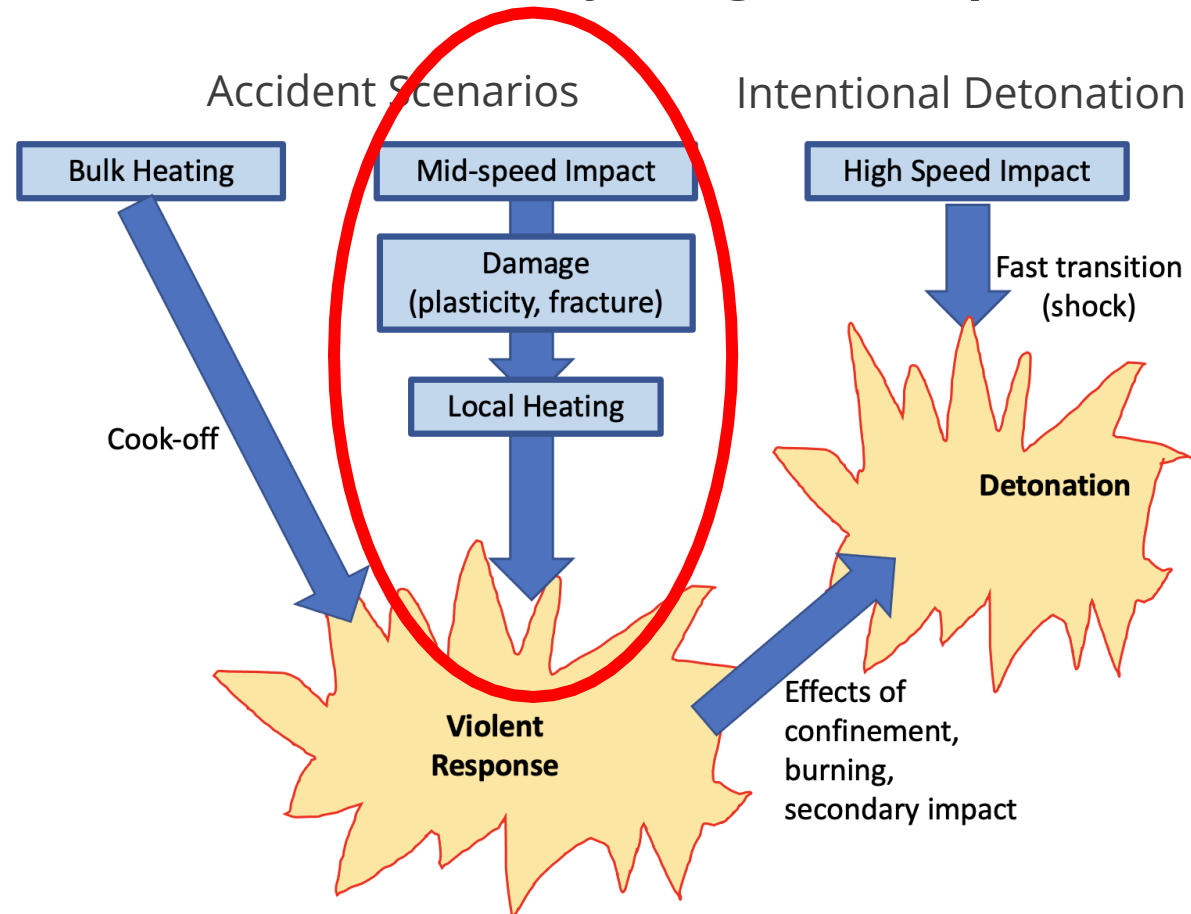 Accident Scenarios
Intentional Detonation
Bulk Heating
Mid-speed Impact
High Speed Impact
Damage
(plasticity, fracture)
Fast transition
(shock)
Local Heating
Cook-off
Detonation
Violent
Response
Effects of
confinement,
burning,
secondary impact